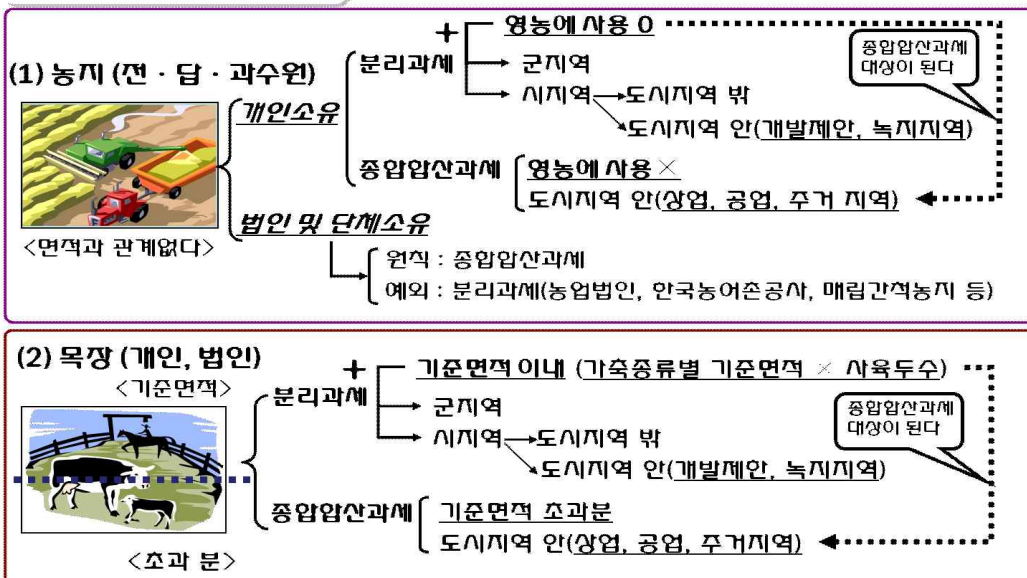 + 영농에 사용 O
종합합산과세
대상이 된다
(1) 농지 (전 · 답 · 과수원)
분리과세
군지역
시지역 도시지역 밖
도시지역 안(개발제안, 녹지지역)
개인소유
종합합산과세 영농에 사용 ×
도시지역 안(상업, 공업, 주거 지역)
법인 및 단체소유
<면적과 관계없다>
원칙 : 종합합산과세
예외 : 분리과세(농업법인, 한국농어촌공사, 매립간척농지 등)
(2) 목장 (개인, 법인)
+ 기준면적 이내 (가축종류별 기준면적 × 사육두수)
<기준면적>
분리과세
군지역
종합합산과세
대상이 된다
시지역 도시지역 밖
도시지역 안(개발제안, 녹지지역)
종합합산과세 기준면적 초과분
도시지역 안(상업, 공업, 주거지역)
<초과 분>